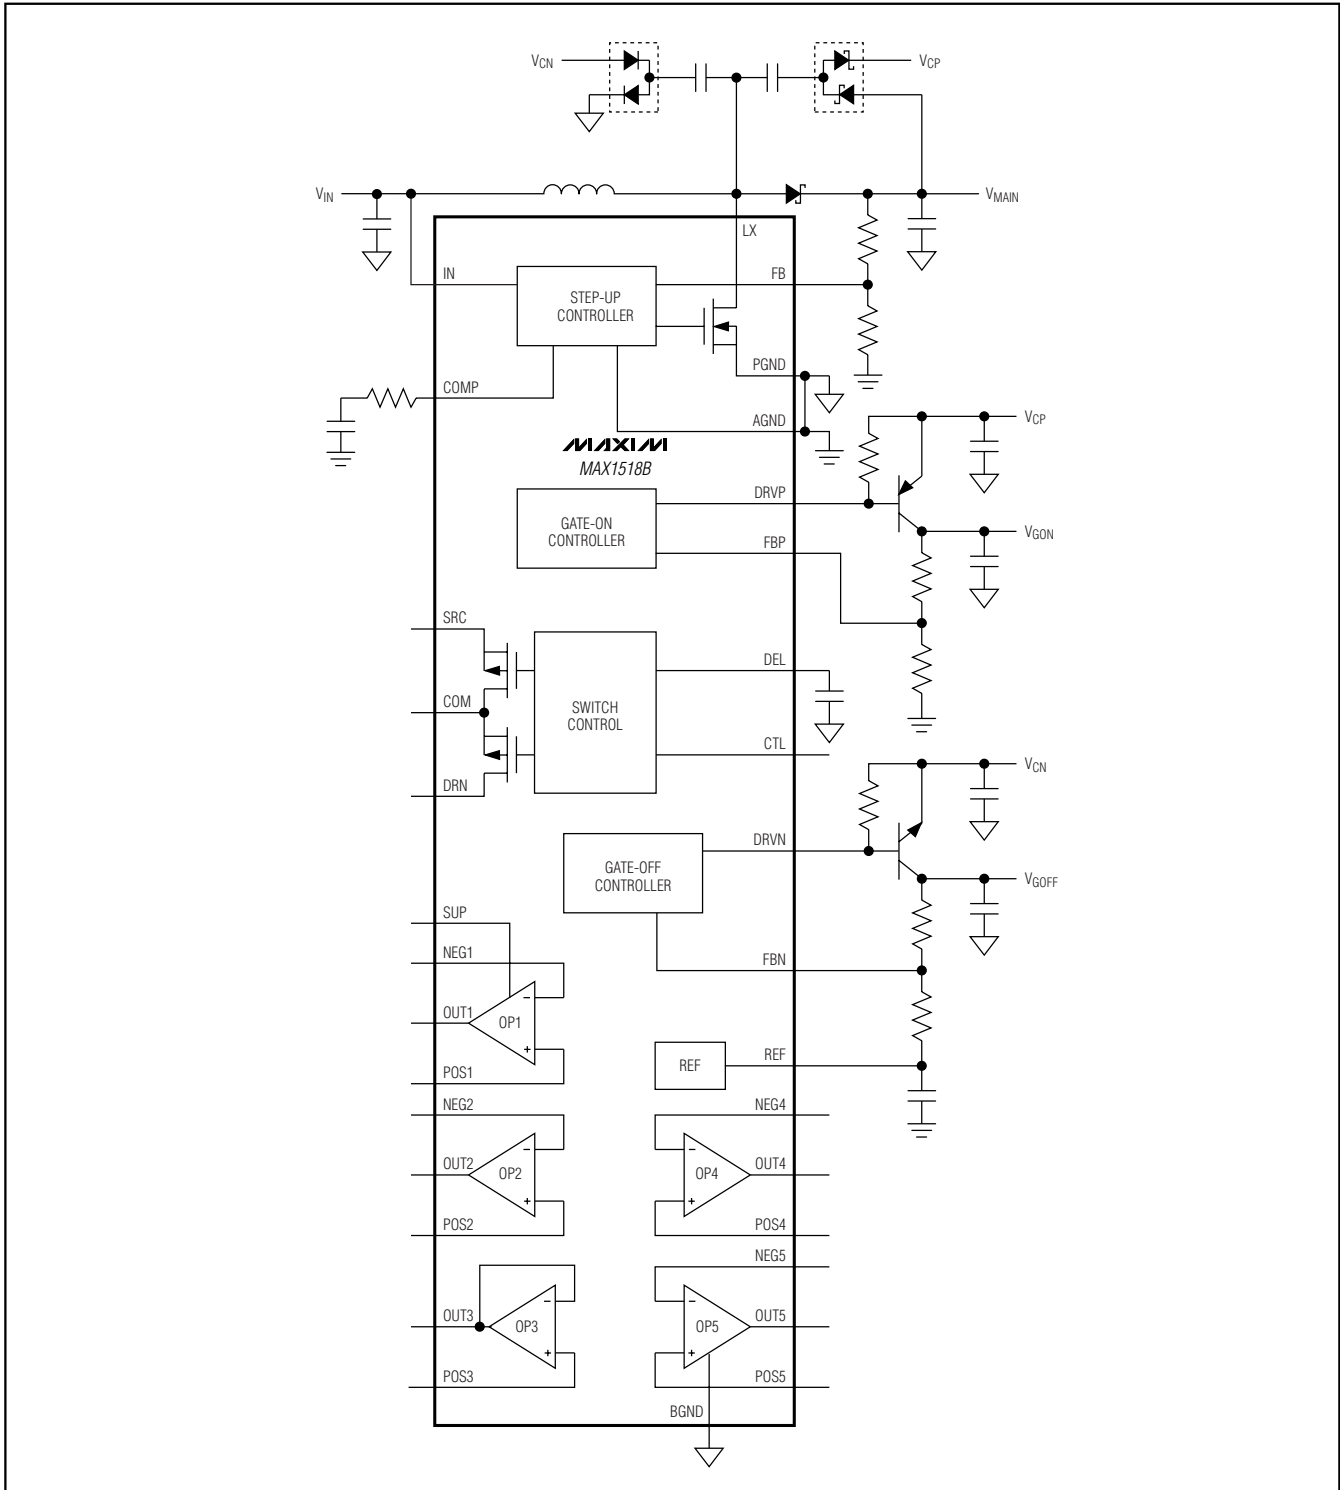 VCN
VCP
VIN
VMAIN
LX
IN
FB
STEP-UP
CONTROLLER
PGND
COMP
AGND
VCP
MAXIM
MAX1518B
DRVP
GATE-ON
CONTROLLER
VGON
FBP
SRC
DEL
COM
SWITCH
CONTROL
CTL
VCN
DRN
DRVN
GATE-OFF
CONTROLLER
VGOFF
SUP
NEG1
FBN
-
OUT1
OP1
+
REF
REF
POS1
NEG2
NEG4
-
-
OUT2
OP2
OP4
OUT4
+
+
POS2
POS4
NEG5
-
-
OUT3
OP3
OP5
OUT5
+
+
POS3
POS5
BGND